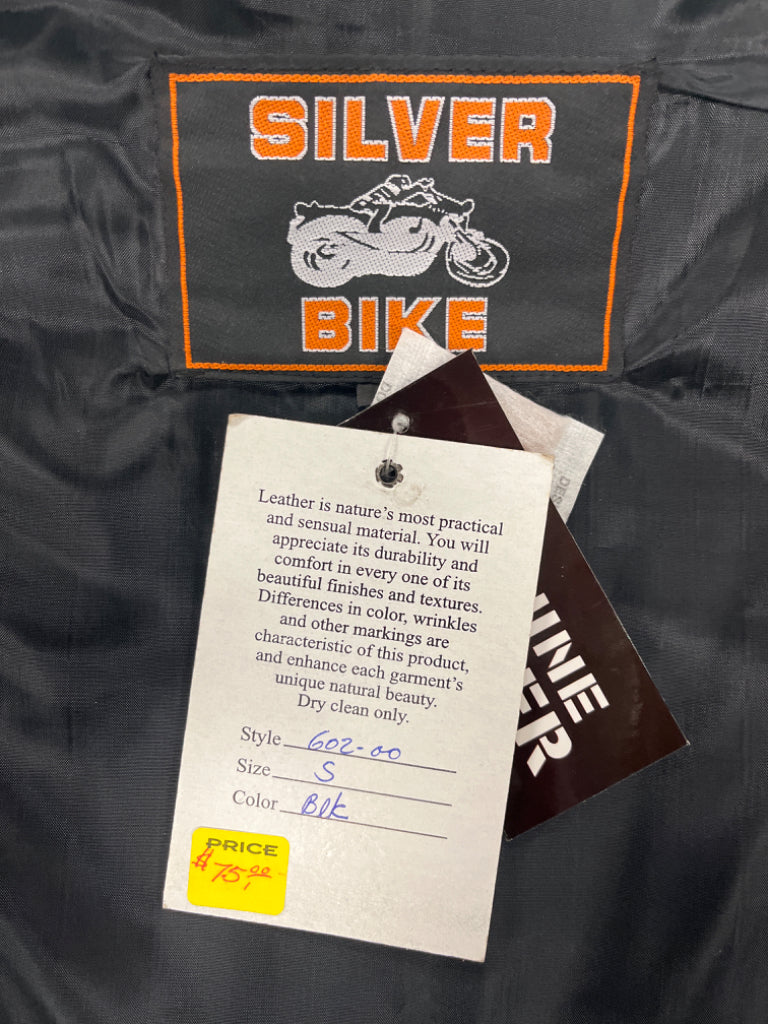 SILVER
BIKE
Leather is nature's most practical
and sensual material. You will
appreciate its durability and
comfort in every one of its
beautiful finishes and textures.
Differences in color, wrinkles
and other markings are
characteristic of this product,
and enhance each garment's
unique natural beauty.
Dry clean only.
Style 602-00
Size S
Color Blk
PRICE
$75.00